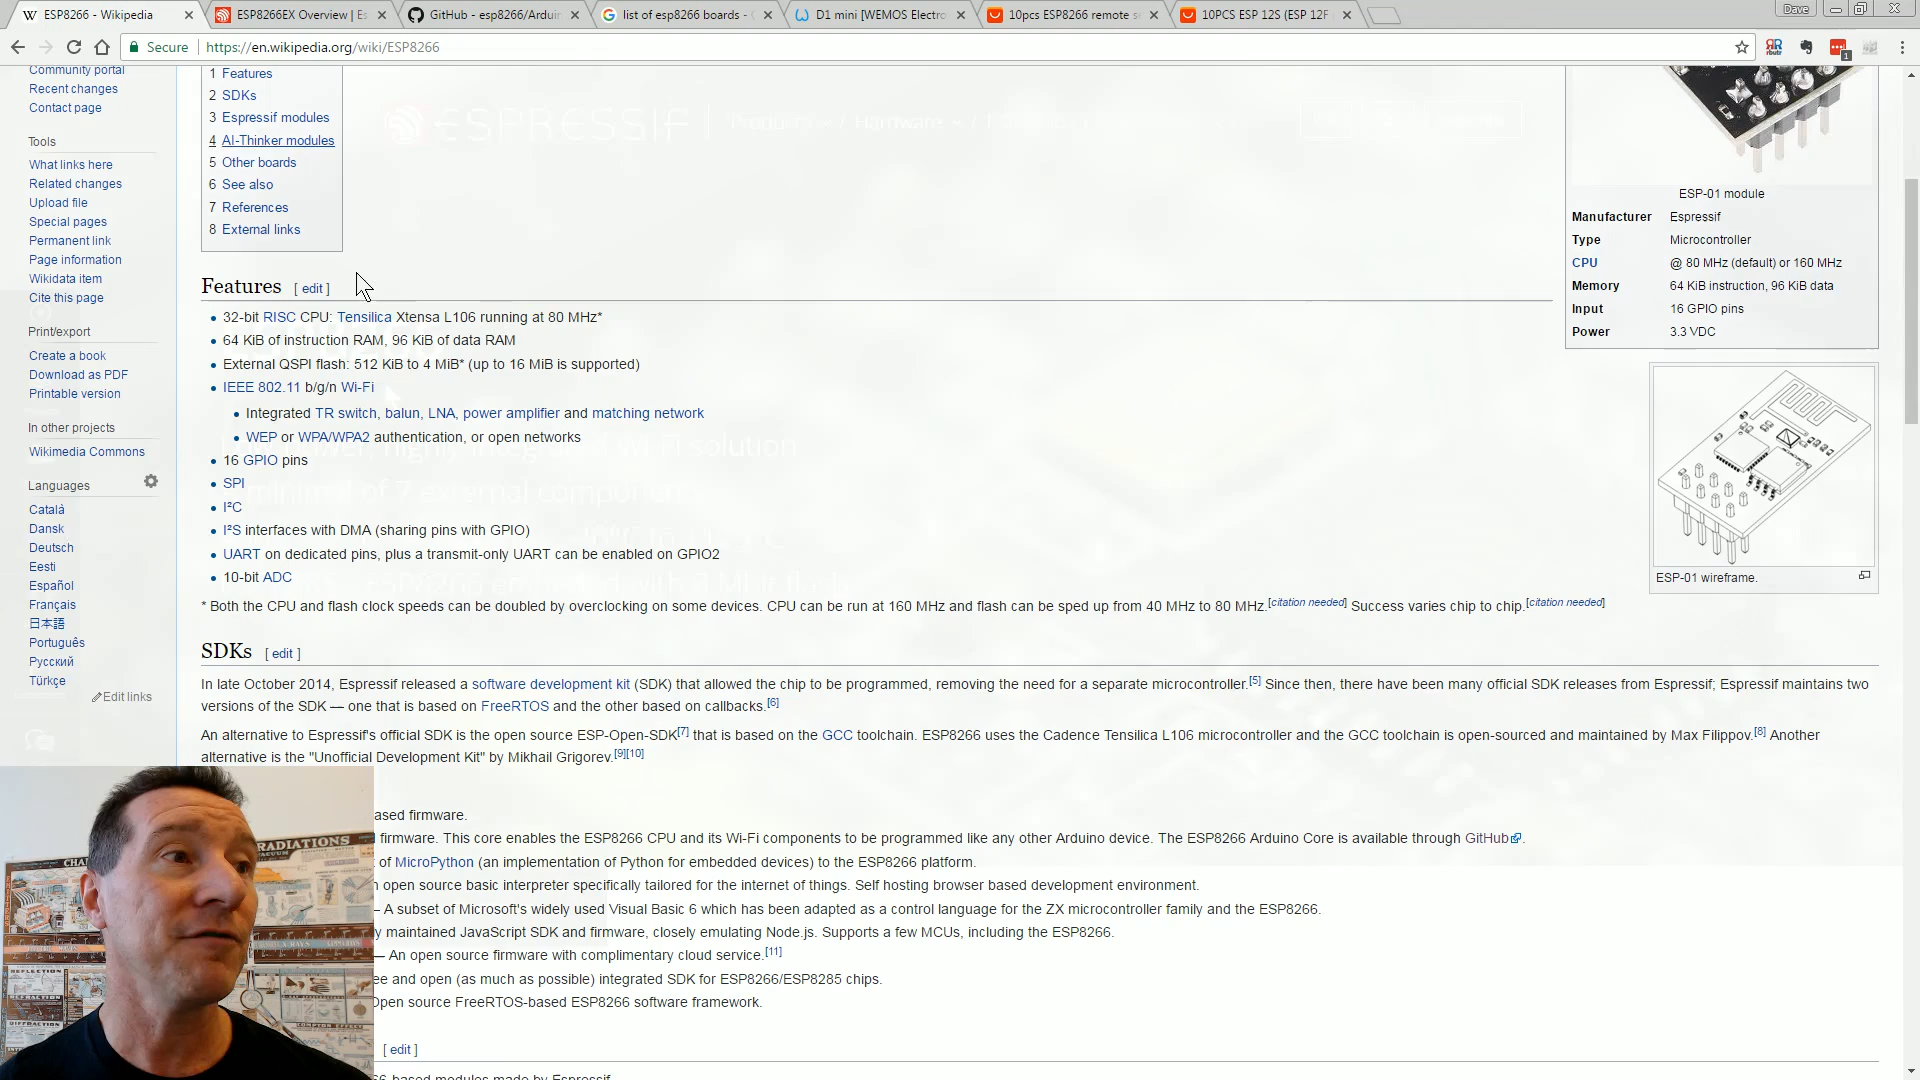 ESP8266 - Wikipedia
ESP8266EX Overview | Es
GitHub - esp8266/Arduin
list of esp8266 boards -
D1 mini [WEMOS Electro
10pcs ESP8266 remote s
10PCS ESP 12S (ESP 12F
Dave
Secure
https://en.wikipedia.org/wiki/ESP8266
Community portal
Recent changes
Contact page
Tools
What links here
Related changes
Upload file
Special pages
Permanent link
Page information
Wikidata item
Cite this page
Print/export
Create a book
Download as PDF
Printable version
In other projects
Wikimedia Commons
Languages
Català
Dansk
Deutsch
Eesti
Español
Français
日本語
Português
Русский
Türkçe
Edit links
1 Features
2 SDKs
3 Espressif modules
4 AI-Thinker modules
5 Other boards
6 See also
7 References
8 External links
ESPRESSIF
Products / Hardware /
Features [ edit ]
32-bit RISC CPU: Tensilica Xtensa L106 running at 80 MHz*
64 KiB of instruction RAM, 96 KiB of data RAM
External QSPI flash: 512 KiB to 4 MiB* (up to 16 MiB is supported)
IEEE 802.11 b/g/n Wi-Fi
Integrated TR switch, balun, LNA, power amplifier and matching network
WEP or WPA/WPA2 authentication, or open networks
16 GPIO pins
SPI
I²C
I²S interfaces with DMA (sharing pins with GPIO)
UART on dedicated pins, plus a transmit-only UART can be enabled on GPIO2
10-bit ADC
* Both the CPU and flash clock speeds can be doubled by overclocking on some devices. CPU can be run at 160 MHz and flash can be sped up from 40 MHz to 80 MHz.[citation needed] Success varies chip to chip.[citation needed]
ESP-01 module
Manufacturer Espressif
Type Microcontroller
CPU @ 80 MHz (default) or 160 MHz
Memory 64 KiB instruction, 96 KiB data
Input 16 GPIO pins
Power 3.3 VDC
ESP-01 wireframe.
SDKs [ edit ]
In late October 2014, Espressif released a software development kit (SDK) that allowed the chip to be programmed, removing the need for a separate microcontroller.[5] Since then, there have been many official SDK releases from Espressif; Espressif maintains two
versions of the SDK — one that is based on FreeRTOS and the other based on callbacks.[6]
An alternative to Espressif's official SDK is the open source ESP-Open-SDK[7] that is based on the GCC toolchain. ESP8266 uses the Cadence Tensilica L106 microcontroller and the GCC toolchain is open-sourced and maintained by Max Filippov.[8] Another
alternative is the "Unofficial Development Kit" by Mikhail Grigorev.[9][10]
ased firmware.
firmware. This core enables the ESP8266 CPU and its Wi-Fi components to be programmed like any other Arduino device. The ESP8266 Arduino Core is available through GitHub.
of MicroPython (an implementation of Python for embedded devices) to the ESP8266 platform.
open source basic interpreter specifically tailored for the internet of things. Self hosting browser based development environment.
– A subset of Microsoft's widely used Visual Basic 6 which has been adapted as a control language for the ZX microcontroller family and the ESP8266.
y maintained JavaScript SDK and firmware, closely emulating Node.js. Supports a few MCUs, including the ESP8266.
— An open source firmware with complimentary cloud service.[11]
ee and open (as much as possible) integrated SDK for ESP8266/ESP8285 chips.
Open source FreeRTOS-based ESP8266 software framework.
[ edit ]
66-based modules made by Espressif
RADIATIONS
REFLECTION
REFRACTION
DIFFRACTION
COMPTON EFFECT